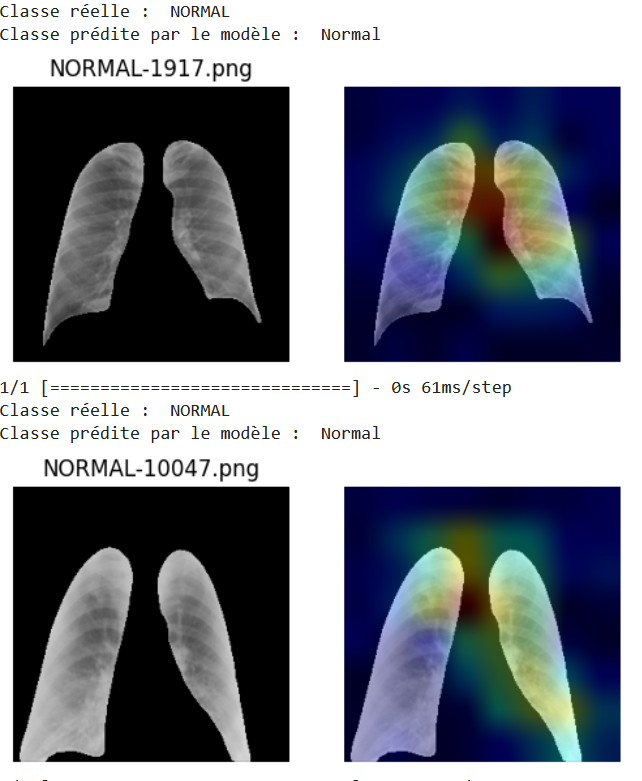 Classe réelle :  NORMAL
Classe prédite par le modèle :  Normal
NORMAL-1917.png
1/1 [==============================] - 0s 61ms/step
Classe réelle :  NORMAL
Classe prédite par le modèle :  Normal
NORMAL-10047.png